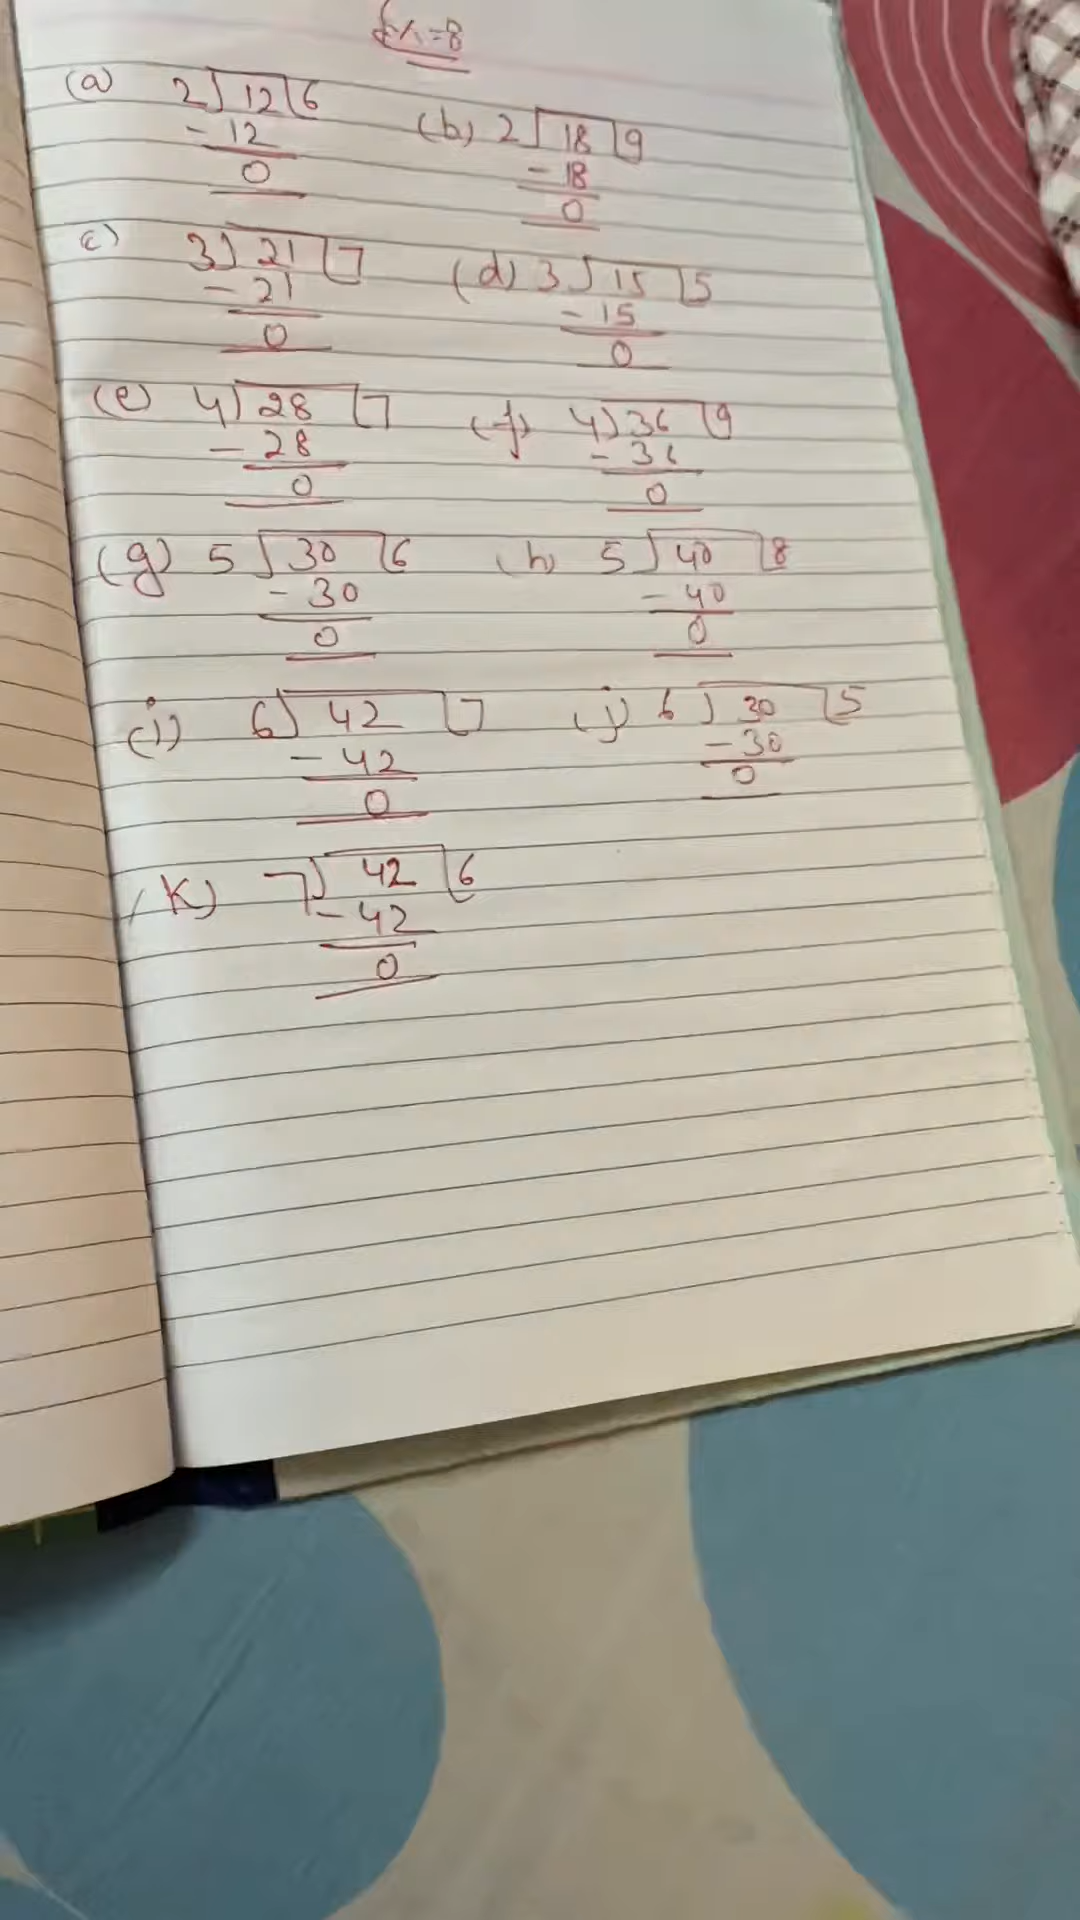 Ex=8
(a) 2) 12 (6 (b) 2) 18 (9
- 12 - 18
0 0
c) 3) 21 (7 (d) 3) 15 (5
- 21 - 15
0 0
(e) 4) 28 (7 (f) 4) 36 (9
- 28 - 36
0 0
(g) 5) 30 (6 (h) 5) 40 (8
- 30 - 40
0 0
(i) 6) 42 (7 (j) 6) 30 (5
- 42 - 30
0 0
(K) 7) 42 (6
- 42
0